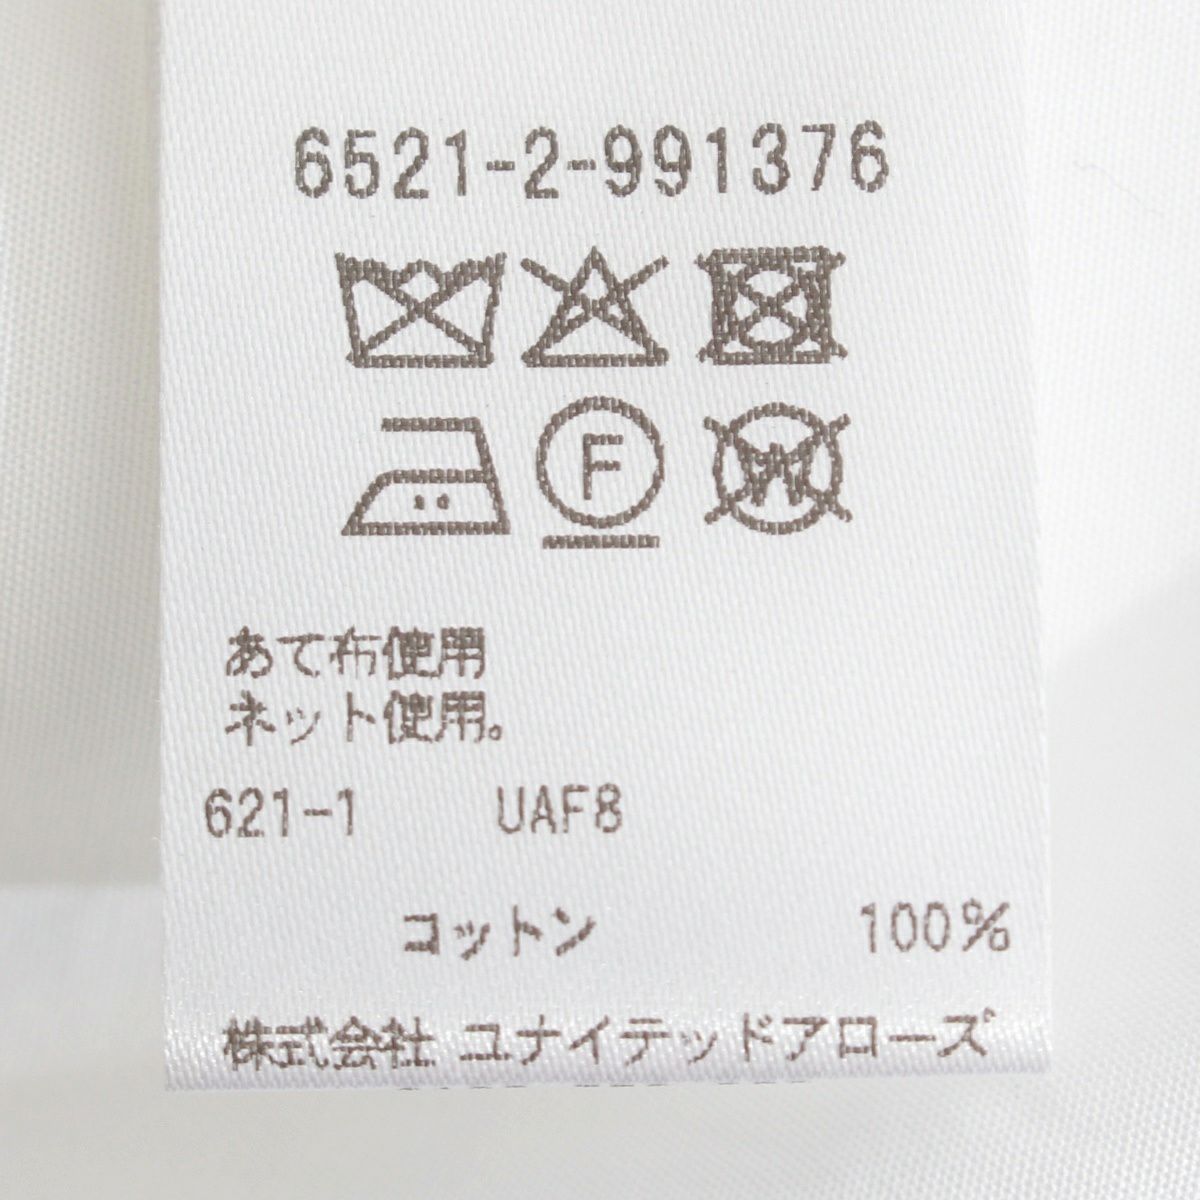 6521-2-991376
F
W
あて布使用
ネット使用。
621-1 UAF8
コットン 100%
株式会社 ユナイテッドアローズ